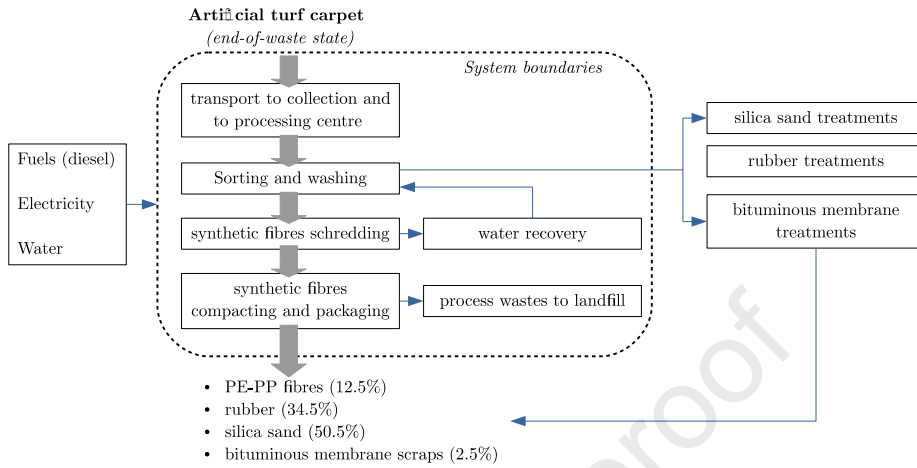 Artificial turf carpet
(end-of-waste state)
System boundaries
transport to collection and
to processing centre
silica sand treatments
Fuels (diesel)
Electricity
Water
Sorting and washing
rubber treatments
synthetic fibres schredding
water recovery
bituminous membrane
treatments
synthetic fibres
compacting and packaging
process wastes to landfill
• PE-PP fibres (12.5%)
• rubber (34.5%)
• silica sand (50.5%)
• bituminous membrane scraps (2.5%)
proof